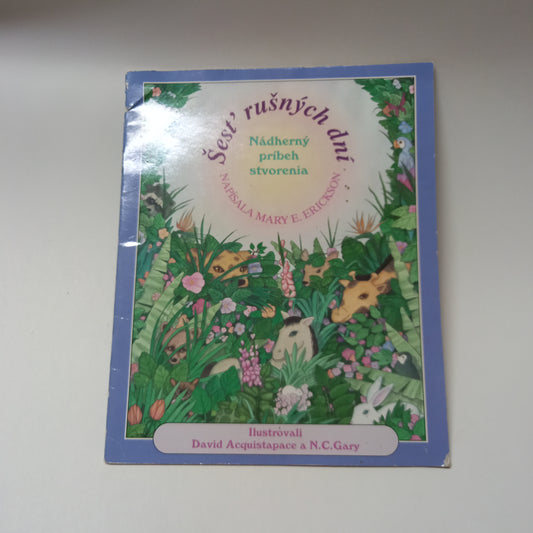 Šesť rušných dní
Nádherný
príbeh
stvorenia
NAPÍSALA MARY E. ERICKSON
Ilustrovali
David Acquistapace a N.C.Gary